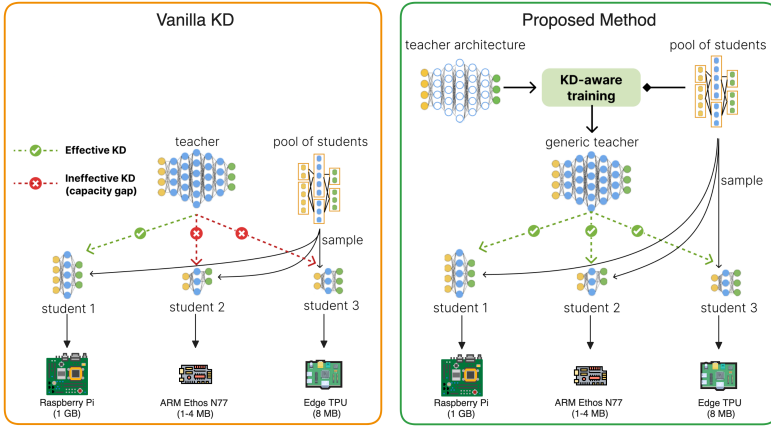 Vanilla KD
Effective KD
Ineffective KD
(capacity gap)
teacher
pool of students
sample
student 1
student 2
student 3
Raspberry Pi
(1 GB)
ARM Ethos N77
(1-4 MB)
Edge TPU
(8 MB)
Proposed Method
teacher architecture
KD-aware
training
pool of students
generic teacher
sample
student 1
student 2
student 3
Raspberry Pi
(1 GB)
ARM Ethos N77
(1-4 MB)
Edge TPU
(8 MB)